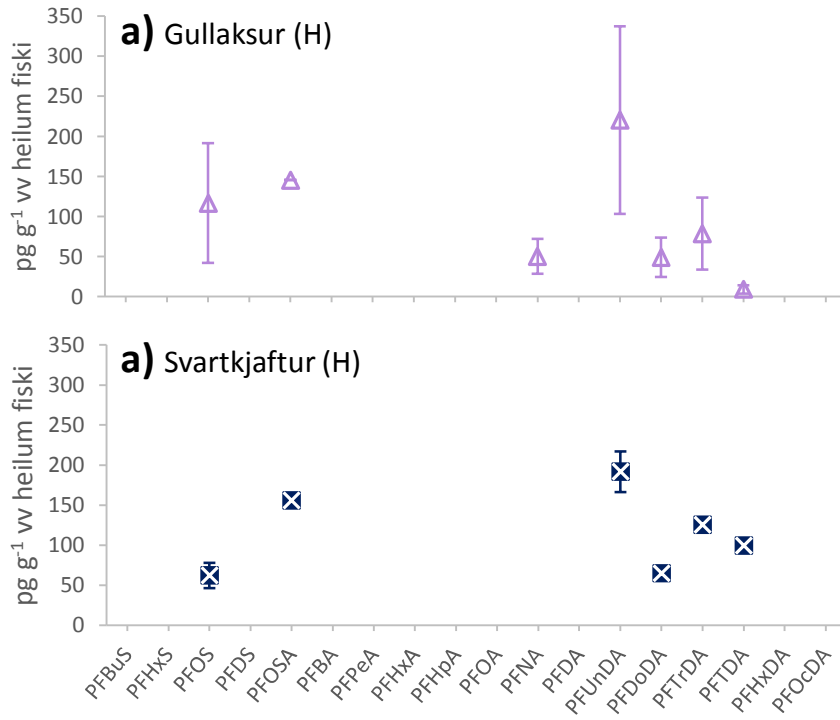 a) Gullaksur (H)
pg g⁻¹ vv heilum fiski
350
300
250
200
150
100
50
0
a) Svartkjaftur (H)
pg g⁻¹ vv heilum fiski
350
300
250
200
150
100
50
0
PFBuS
PFHxS
PFOS
PFDS
PFOSA
PFBA
PFPeA
PFHxA
PFHpA
PFOA
PFNA
PFDA
PFUnDA
PFDoDA
PFTrDA
PFTDA
PFHxDA
PFOcDA